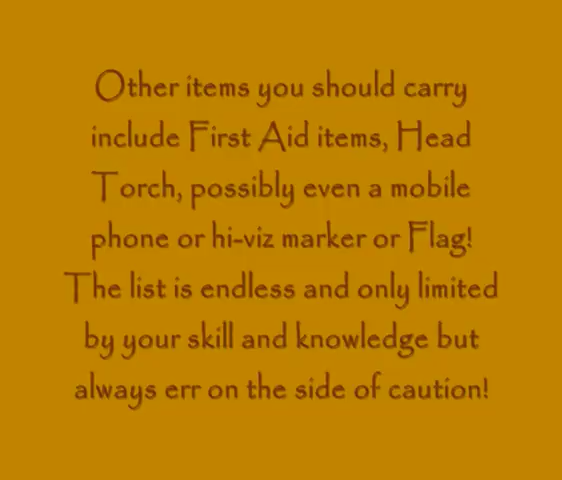 Other items you should carry
include First Aid items, Head
Torch, possibly even a mobile
phone or hi-viz marker or Flag!
The list is endless and only limited
by your skill and knowledge but
always err on the side of caution!